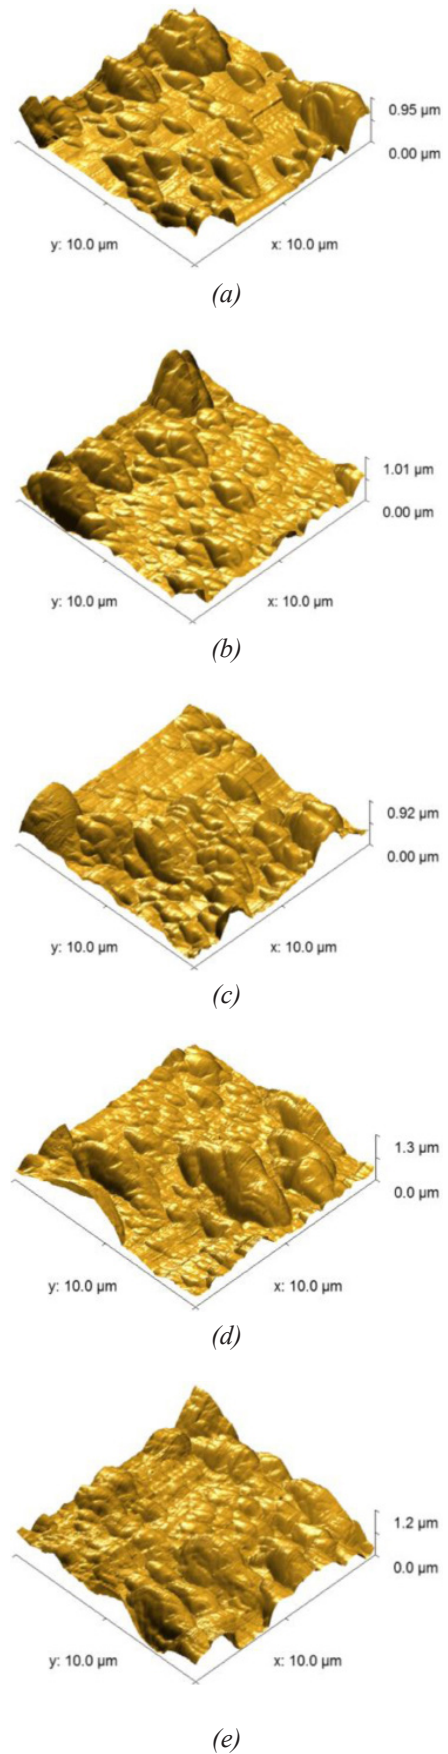 0.95 µm
0.00 µm
y: 10.0 µm
x: 10.0 µm
(a)
1.01 µm
0.00 µm
y: 10.0 µm
x: 10.0 µm
(b)
0.92 µm
0.00 µm
y: 10.0 µm
x: 10.0 µm
(c)
1.3 µm
0.0 µm
y: 10.0 µm
x: 10.0 µm
(d)
1.2 µm
0.0 µm
y: 10.0 µm
x: 10.0 µm
(e)